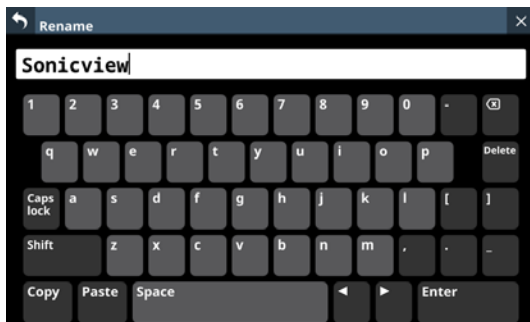 Rename
Sonicview
1 2 3 4 5 6 7 8 9 0 -
q w e r t y u i o p Delete
Caps lock a s d f g h j k l [ ]
Shift z x c v b n m , . _
Copy Paste Space ◄ ► Enter